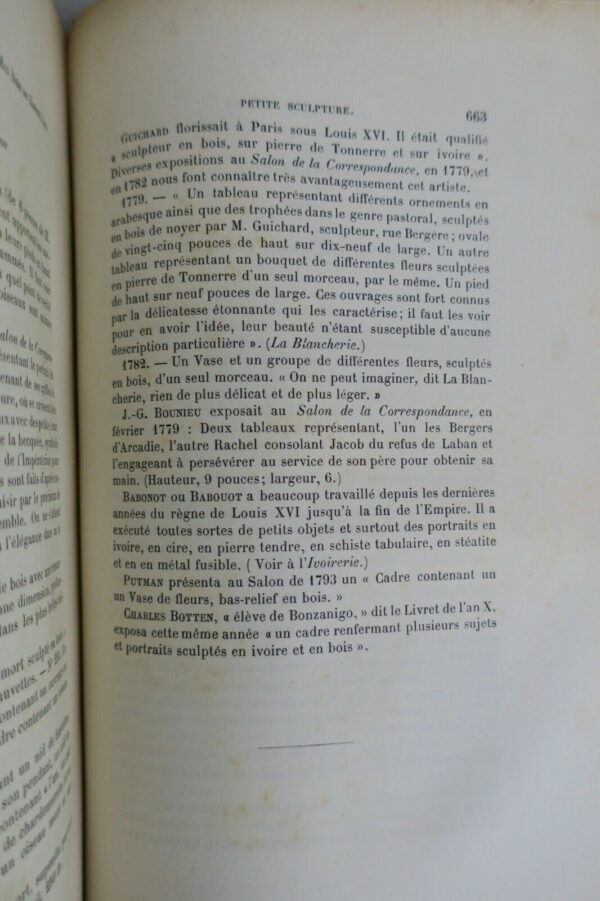 PETITE SCULPTURE.
663
GUICHARD florissait à Paris sous Louis XVI. Il était qualifié
« sculpteur en bois, sur pierre de Tonnerre et sur ivoire ».
Diverses expositions au Salon de la Correspondance, en 1779, et
en 1782 nous font connaître très avantageusement cet artiste.
1779. — « Un tableau représentant différents ornements en
arabesque ainsi que des trophées dans le genre pastoral, sculptés
en bois de noyer par M. Guichard, sculpteur, rue Bergère; ovale
de vingt-cinq pouces de haut sur dix-neuf de large. Un autre
tableau représentant un bouquet de différentes fleurs sculptées
en pierre de Tonnerre d'un seul morceau, par le même. Un pied
de haut sur neuf pouces de large. Ces ouvrages sont fort connus
par la délicatesse étonnante qui les caractérise; il faut les voir
pour en avoir l'idée, leur beauté n'étant susceptible d'aucune
description particulière ». (La Blancherie.)
1782. — Un Vase et un groupe de différentes fleurs, sculptés
en bois, d'un seul morceau. « On ne peut imaginer, dit La Blan-
cherie, rien de plus délicat et de plus léger. »
J.-G. BOUNIEU exposait au Salon de la Correspondance, en
février 1779 : Deux tableaux représentant, l'un les Bergers
d'Arcadie, l'autre Rachel consolant Jacob du refus de Laban et
l'engageant à persévérer au service de son père pour obtenir sa
main. (Hauteur, 9 pouces; largeur, 6.)
BABONOT OU BABOUOT a beaucoup travaillé depuis les dernières
années du règne de Louis XVI jusqu'à la fin de l'Empire. Il a
exécuté toutes sortes de petits objets et surtout des portraits en
ivoire, en cire, en pierre tendre, en schiste tabulaire, en stéatite
et en en métal fusible. (Voir à l'Ivoirerie.)
PUTMAN présenta au Salon de 1793 un « Cadre contenant un
un Vase de fleurs, bas-relief en bois. »
CHARLES BOTTEN, « élève de Bonzanigo, » dit le Livret de l'an X,
exposa cette même année « un cadre renfermant plusieurs sujets
et portraits sculptés en ivoire et en bois ».